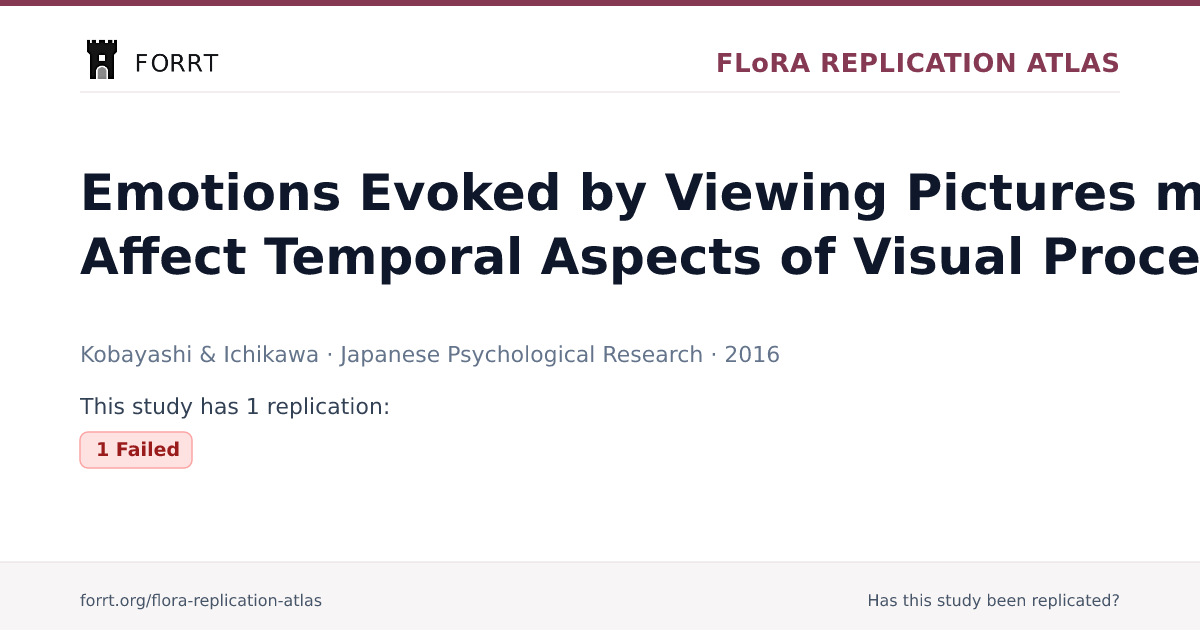 FORRT
FLoRA REPLICATION ATLAS
Emotions Evoked by Viewing Pictures
Affect Temporal Aspects of Visual
Kobayashi & Ichikawa · Japanese Psychological Research · 2016
This study has 1 replication:
1 Failed
forrt.org/flora-replication-atlas
Has this study been replicated?